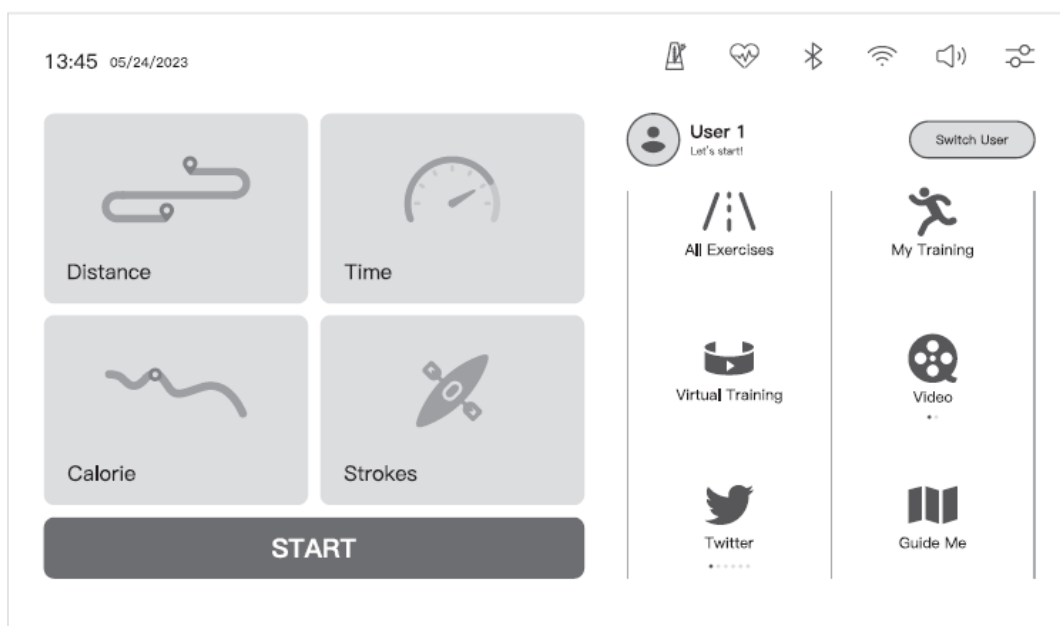 13:45 05/24/2023
User 1
Let's start!
Switch User
Distance
Time
Calorie
Strokes
START
All Exercises
My Training
Virtual Training
Video
Twitter
Guide Me